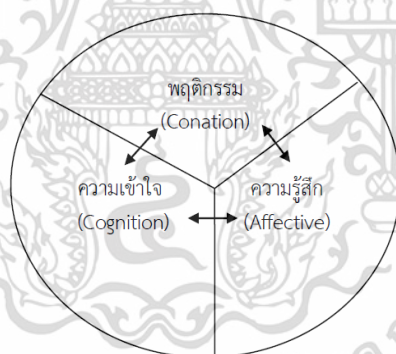 พฤติกรรม
(Conation)
ความเข้าใจ
(Cognition)
ความรู้สึก
(Affective)